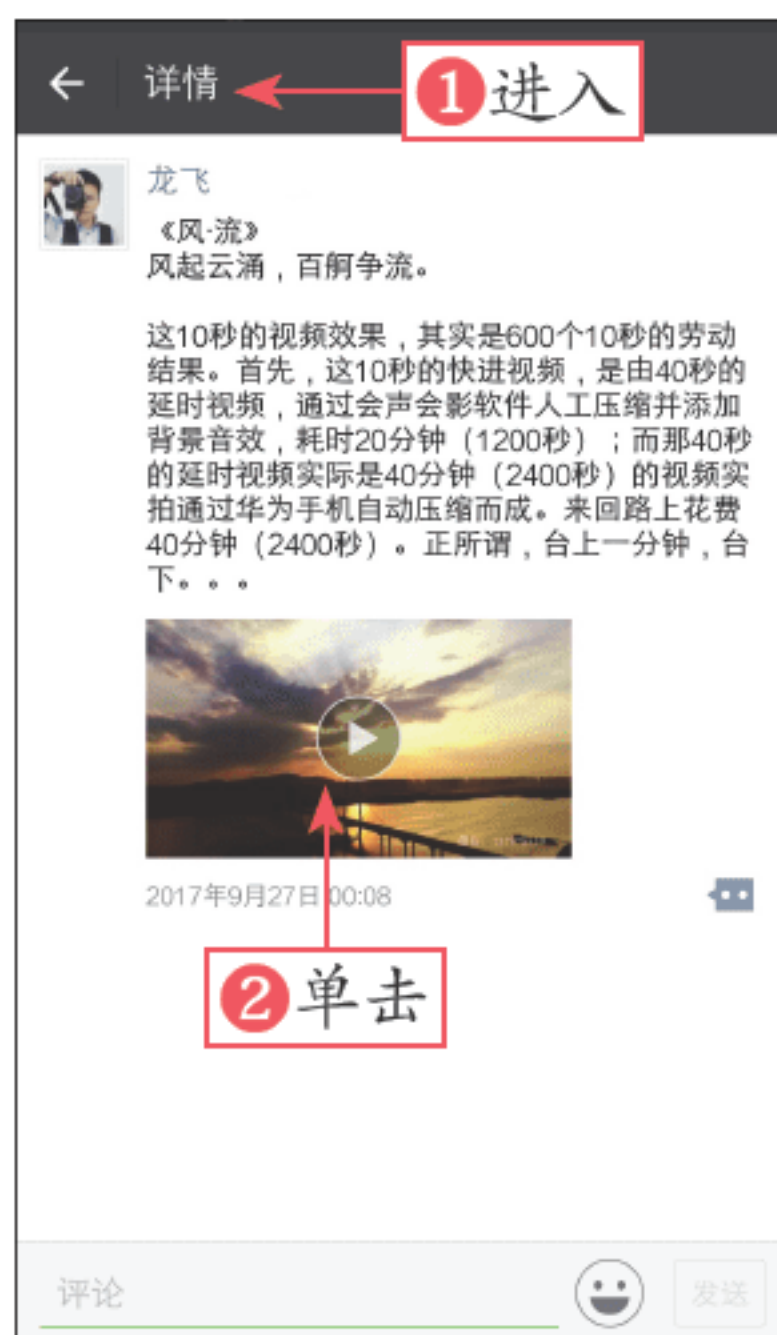 详情
❶进入
龙飞
《风·流》
风起云涌，百舸争流。
这10秒的视频效果，其实是600个10秒的劳动
结果。首先，这10秒的快进视频，是由40秒的
延时视频，通过会声会影软件人工压缩并添加
背景音效，耗时20分钟（1200秒）；而那40秒
的延时视频实际是40分钟（2400秒）的视频实
拍通过华为手机自动压缩而成。来回路上花费
40分钟（2400秒）。正所谓，台上一分钟，台
下。。。
2017年9月27日 00:08
❷单击
评论
发送